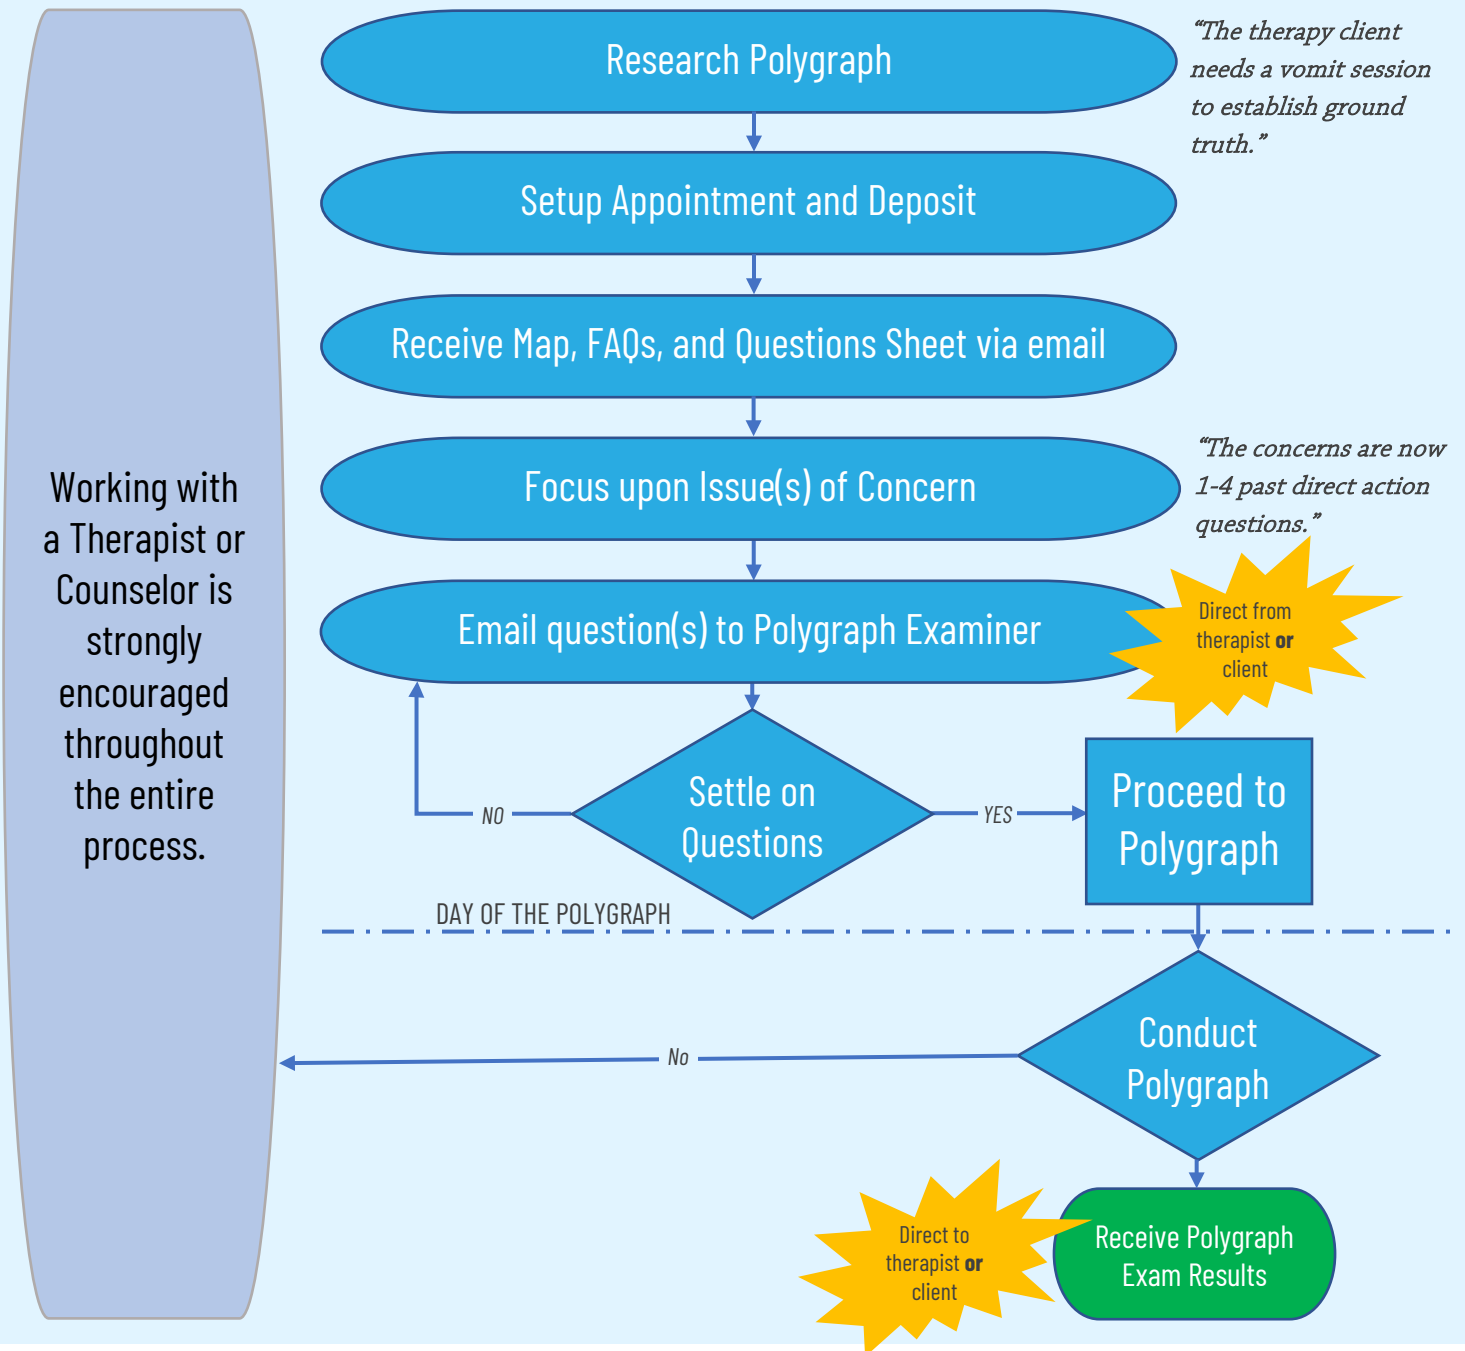 Research Polygraph
“The therapy client
needs a vomit session
to establish ground
truth.”
Setup Appointment and Deposit
Receive Map, FAQs, and Questions Sheet via email
Focus upon Issue(s) of Concern
“The concerns are now
1-4 past direct action
questions.”
Working with
a Therapist or
Counselor is
strongly
encouraged
throughout
the entire
process.
Email question(s) to Polygraph Examiner
Direct from
therapist or
client
Settle on
Questions
NO
YES
Proceed to
Polygraph
DAY OF THE POLYGRAPH
Conduct
Polygraph
No
Direct to
therapist or
client
Receive Polygraph
Exam Results